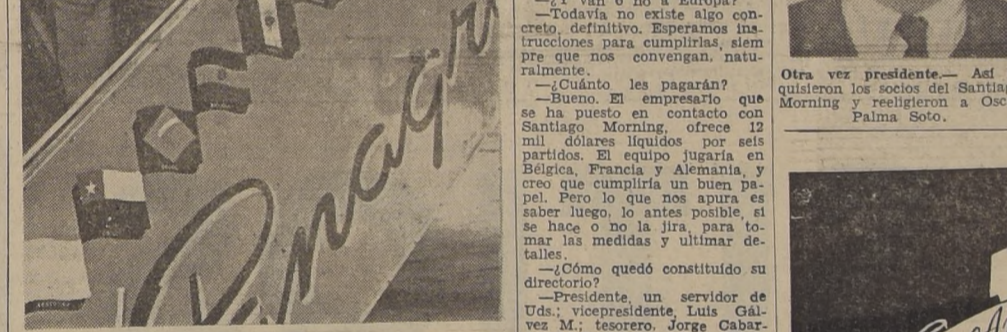 Panagr
—¿Y van o no a Europa?
—Todavía no existe algo con-
creto, definitivo. Esperamos ins-
trucciones para cumplirlas, siem
pre que nos convengan, natu-
ralmente.
—¿Cuánto les pagarán?
—Bueno. El empresario que
se ha puesto en contacto con
Santiago Morning, ofrece 12
mil dólares líquidos por seis
partidos. El equipo jugaría en
Bélgica, Francia y Alemania, y
creo que cumpliría un buen pa-
pel. Pero lo que nos apura es
saber luego, lo antes posible, si
se hace o no la jira, para to-
mar las medidas y ultimar de-
talles.
—¿Cómo quedó constituído su
directorio?
—Presidente, un servidor de
Uds.; vicepresidente, Luis Gál-
vez M.; tesorero, Jorge Cabar-
Otra vez presidente.— Así
quisieron los socios del Santia
Morning y reeligieron a Osc
Palma Soto.